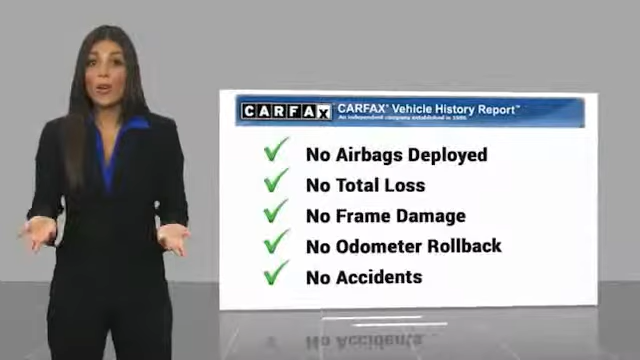 CARFAX CARFAX® Vehicle History Report™
An independent company established in 1986
No Airbags Deployed
No Total Loss
No Frame Damage
No Odometer Rollback
No Accidents